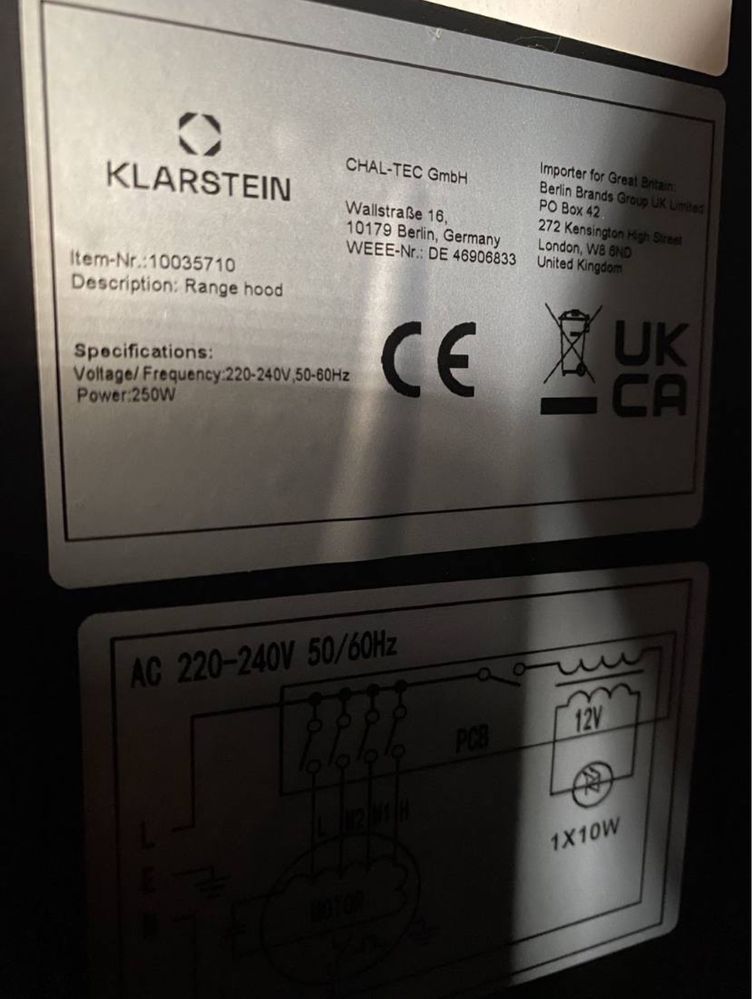 KLARSTEIN
Item-Nr.:10035710
Description: Range hood
Specifications:
Voltage/ Frequency:220-240V,50-60Hz
Power:250W
CHAL-TEC GmbH
Wallstraße 16,
10179 Berlin, Germany
WEEE-Nr.: DE 46906833
CE
Importer for Great Britain:
Berlin Brands Group UK Limited
PO Box 42
272 Kensington High Street
London, W8 6ND
United Kingdom
UK
CA
AC 220-240V 50/60Hz
PCB
12V
1X10W
L
M2
M1
H
L
E
N
MOTOR